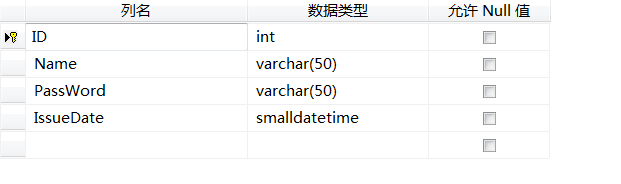 列名 数据类型 允许 Null 值
ID int
Name varchar(50)
PassWord varchar(50)
IssueDate smalldatetime